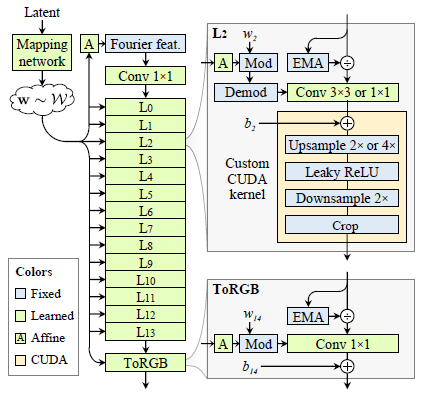 Latent
Mapping
network
w ~ W
A
Fourier feat.
Conv 1×1
L0
L1
L2
L3
L4
L5
L6
L7
L8
L9
L10
L11
L12
L13
ToRGB
Colors
Fixed
Learned
A Affine
CUDA
L2
w2
A
Mod
EMA
÷
Demod
Conv 3×3 or 1×1
b2
+
Custom
CUDA
kernel
Upsample 2× or 4×
Leaky ReLU
Downsample 2×
Crop
ToRGB
w14
EMA
÷
A
Mod
Conv 1×1
b14
+